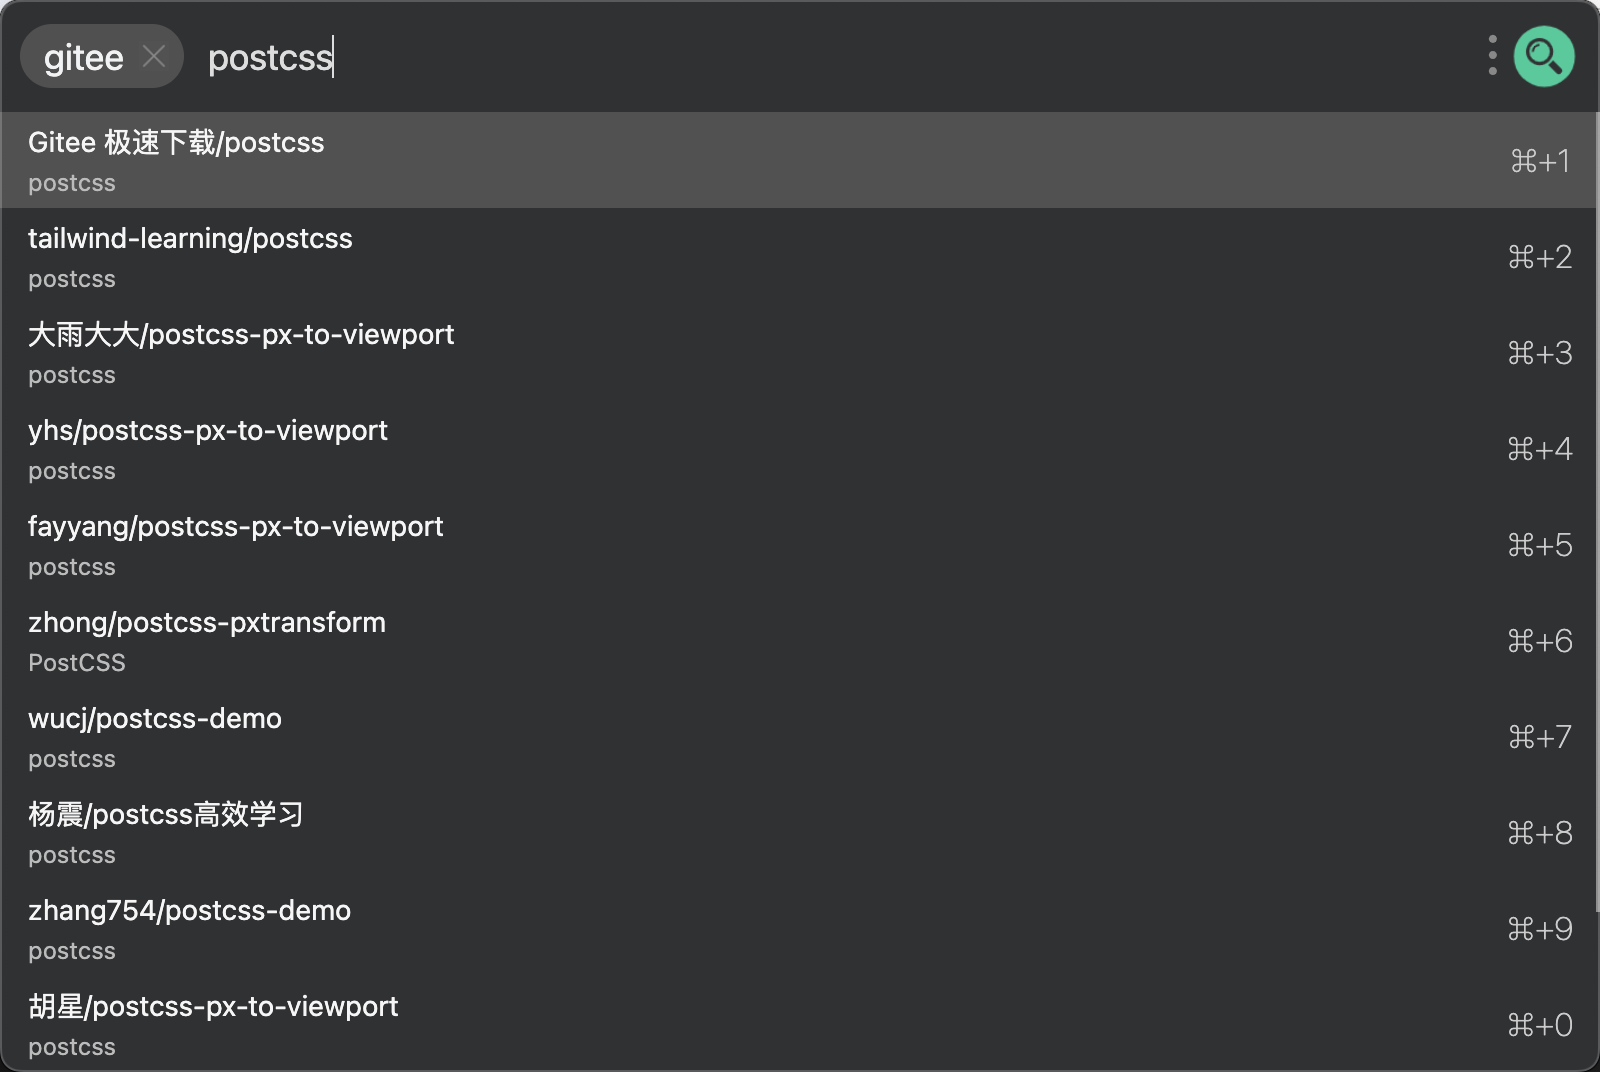 gitee postcss
Gitee 极速下载/postcss
postcss
⌘+1
tailwind-learning/postcss
postcss
⌘+2
大雨大大/postcss-px-to-viewport
postcss
⌘+3
yhs/postcss-px-to-viewport
postcss
⌘+4
fayyang/postcss-px-to-viewport
postcss
⌘+5
zhong/postcss-pxtransform
PostCSS
⌘+6
wucj/postcss-demo
postcss
⌘+7
杨震/postcss高效学习
postcss
⌘+8
zhang754/postcss-demo
postcss
⌘+9
胡星/postcss-px-to-viewport
postcss
⌘+0